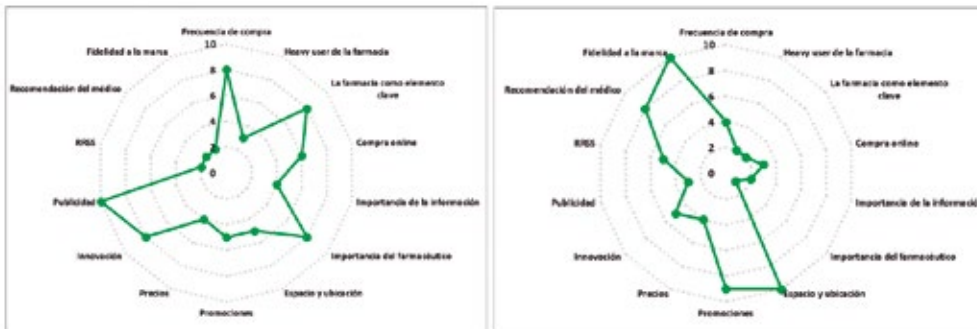 Frecuencia de compra
10
Fidelidad a la marca
Heavy user de la farmacia
8
Recomendación del médico
La farmacia como elemento
clave
6
4
RRSS
Compra online
2
0
Publicidad
Importancia de la información
Innovación
Importancia del farmacéutico
Precios
Espacio y ubicación
Promociones
Frecuencia de compra
10
Fidelidad a la marca
Heavy user de la farmacia
8
Recomendación del médico
La farmacia como elemento
clave
6
4
RRSS
Compra online
2
0
Publicidad
Importancia de la información
Innovación
Importancia del farmacéutico
Precios
Espacio y ubicación
Promociones